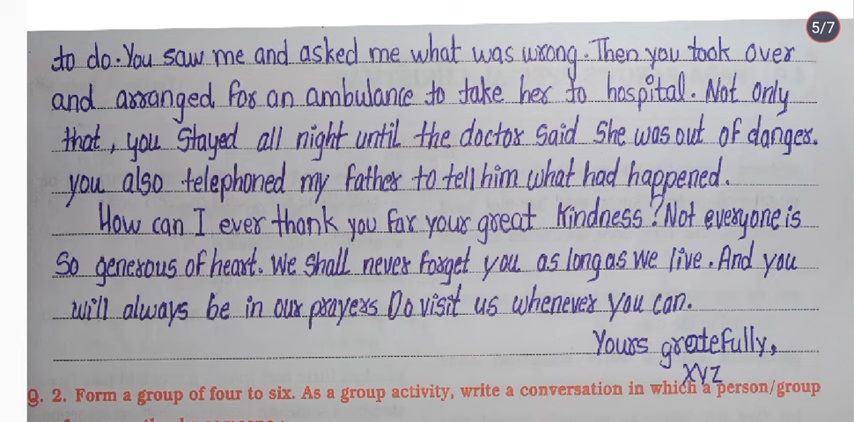 5/7
to do. You saw me and asked me what was wrong. Then you took over
and arranged for an ambulance to take her to hospital. Not only
that, you stayed all night until the doctor said she was out of danger.
you also telephoned my father to tell him what had happened.
How can I ever thank you for your great kindness? Not everyone is
so generous of heart. We shall never forget you as long as we live. And you
will always be in our prayers Do visit us whenever you can.
Yours gratefully,
XYZ
Q. 2. Form a group of four to six. As a group activity, write a conversation in which a person/group